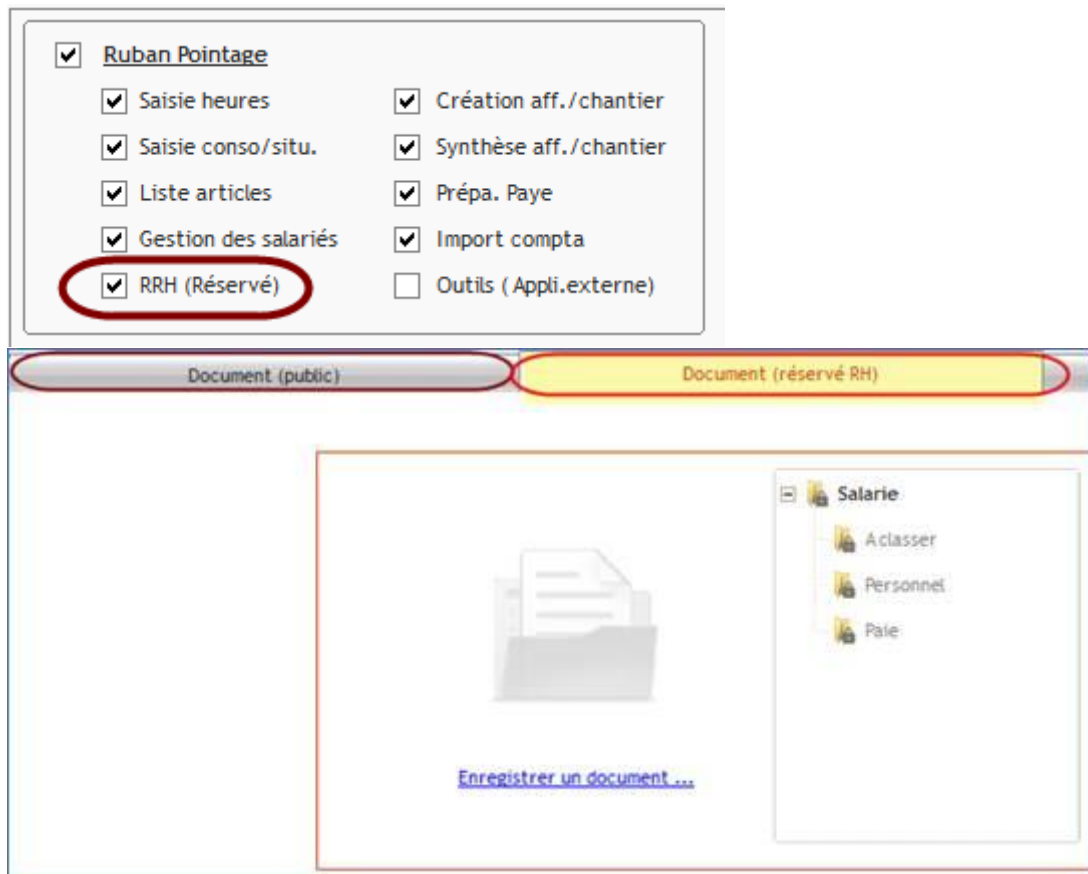 Ruban Pointage
Saisie heures
Création aff./chantier
Saisie conso/situ.
Synthèse aff./chantier
Liste articles
Prépa. Paye
Gestion des salariés
Import compta
RRH (Réservé)
Outils ( Appli.externe)
Document (public)
Document (réservé RH)
Salarie
A classer
Personnel
Paie
Enregistrer un document ...